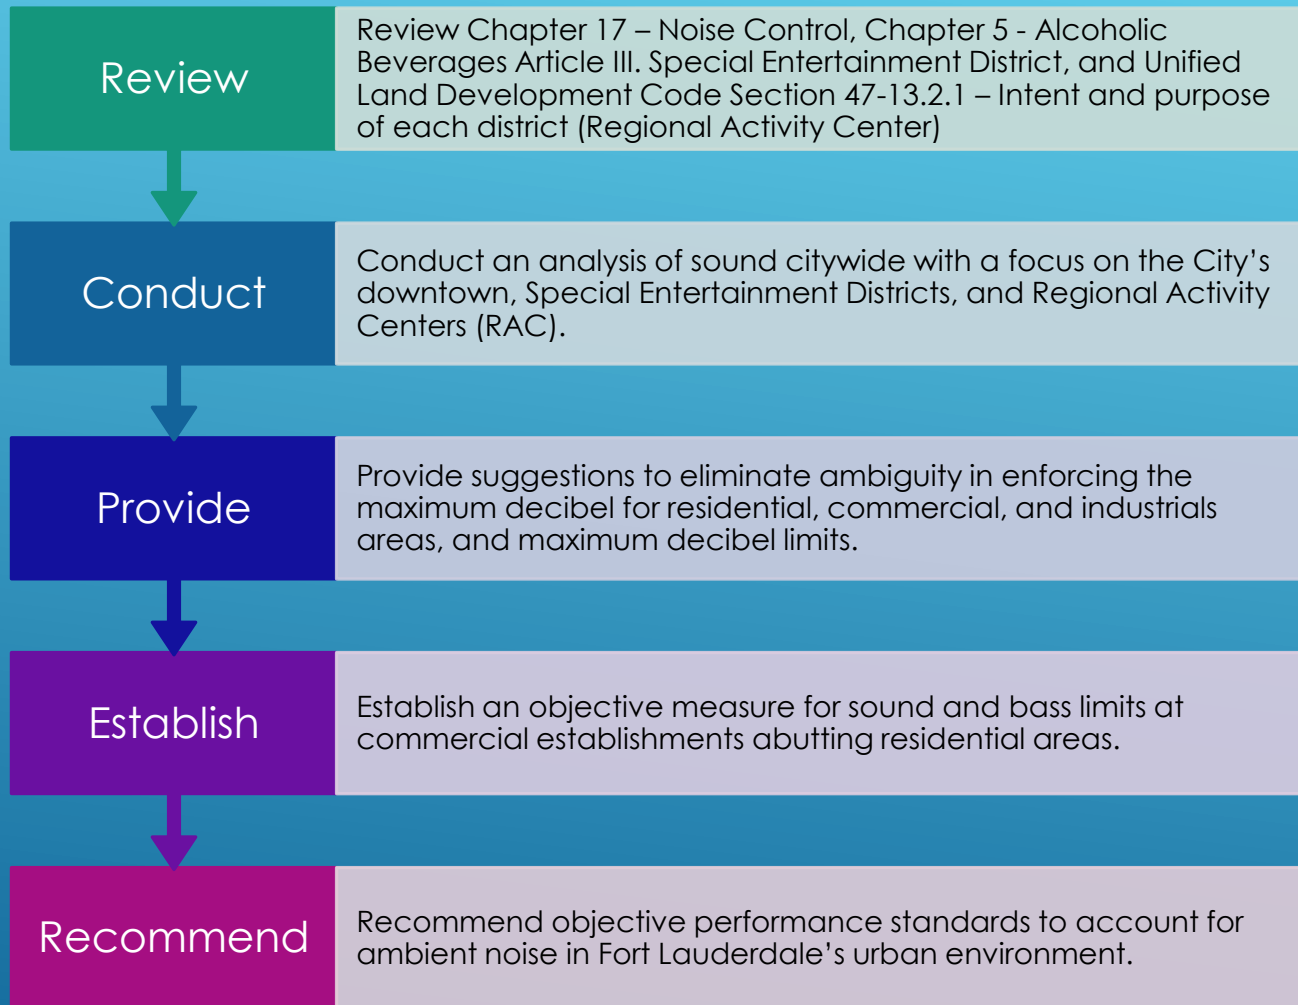 Review
Review Chapter 17 – Noise Control, Chapter 5 - Alcoholic
Beverages Article III. Special Entertainment District, and Unified
Land Development Code Section 47-13.2.1 – Intent and purpose
of each district (Regional Activity Center)
Conduct
Conduct an analysis of sound citywide with a focus on the City’s
downtown, Special Entertainment Districts, and Regional Activity
Centers (RAC).
Provide
Provide suggestions to eliminate ambiguity in enforcing the
maximum decibel for residential, commercial, and industrials
areas, and maximum decibel limits.
Establish
Establish an objective measure for sound and bass limits at
commercial establishments abutting residential areas.
Recommend
Recommend objective performance standards to account for
ambient noise in Fort Lauderdale’s urban environment.